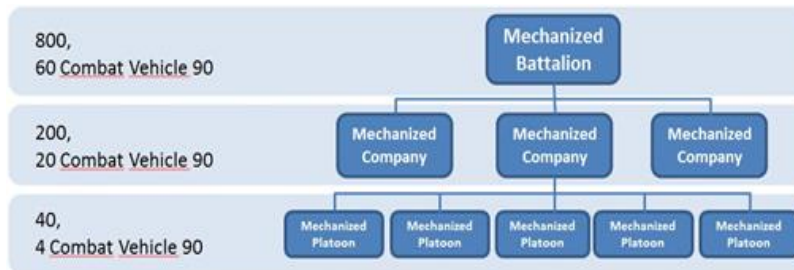 800,
60 Combat Vehicle 90
Mechanized
Battalion
200,
20 Combat Vehicle 90
Mechanized
Company
Mechanized
Company
Mechanized
Company
40,
4 Combat Vehicle 90
Mechanized
Platoon
Mechanized
Platoon
Mechanized
Platoon
Mechanized
Platoon
Mechanized
Platoon